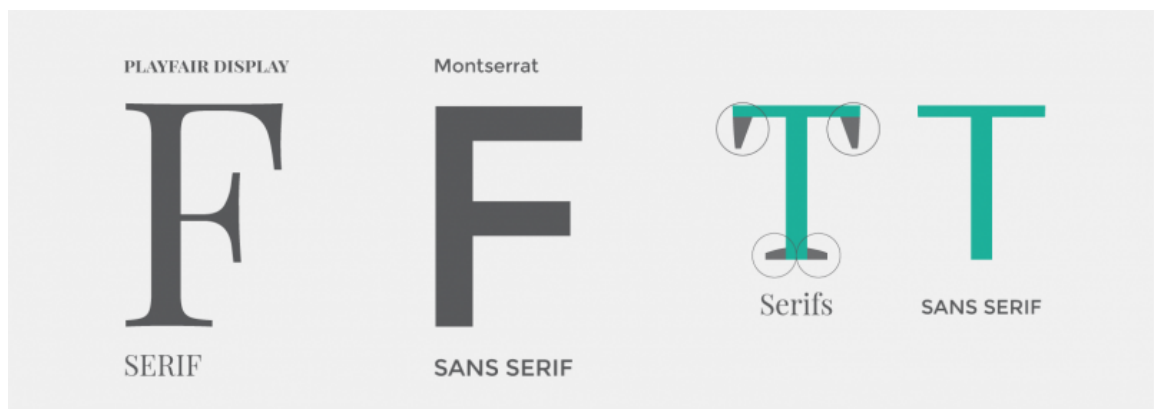 PLAYFAIR DISPLAY
F
SERIF
Montserrat
F
SANS SERIF
T
Serifs
T
SANS SERIF